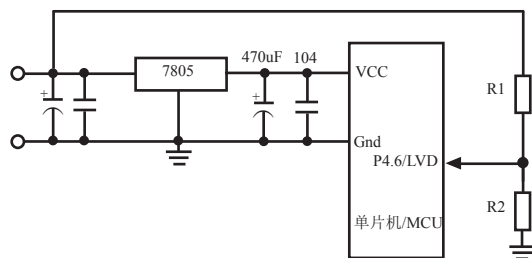 7805
470uF
104
VCC
R1
Gnd
P4.6/LVD
R2
单片机/MCU
+
+